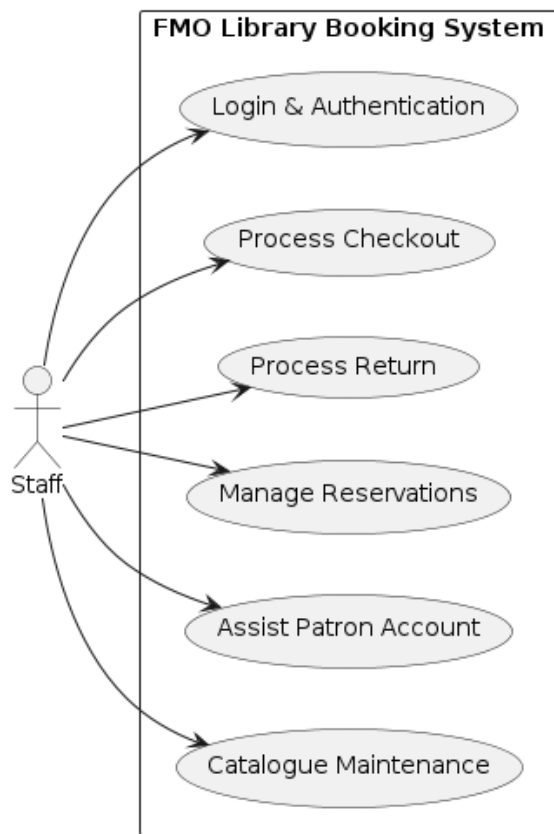 FMO Library Booking System
Login & Authentication
Process Checkout
Process Return
Manage Reservations
Staff
Assist Patron Account
Catalogue Maintenance